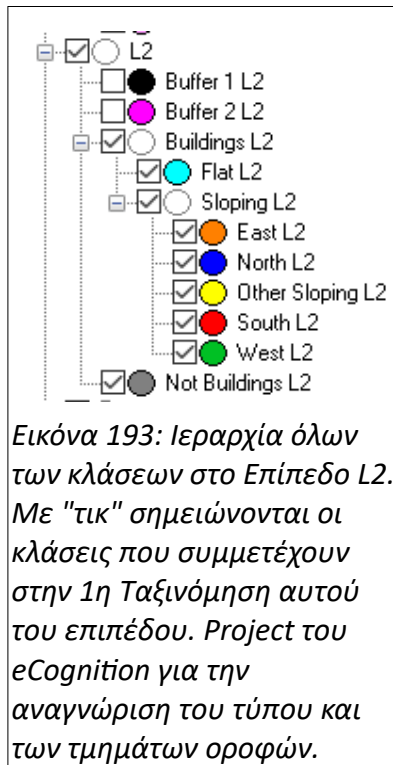 L2
Buffer 1 L2
Buffer 2 L2
Buildings L2
Flat L2
Sloping L2
East L2
North L2
Other Sloping L2
South L2
West L2
Not Buildings L2
Εικόνα 193: Ιεραρχία όλων
των κλάσεων στο Επίπεδο L2.
Με "τικ" σημειώνονται οι
κλάσεις που συμμετέχουν
στην 1η Ταξινόμηση αυτού
του επιπέδου. Project του
eCognition για την
αναγνώριση του τύπου και
των τμημάτων οροφών.